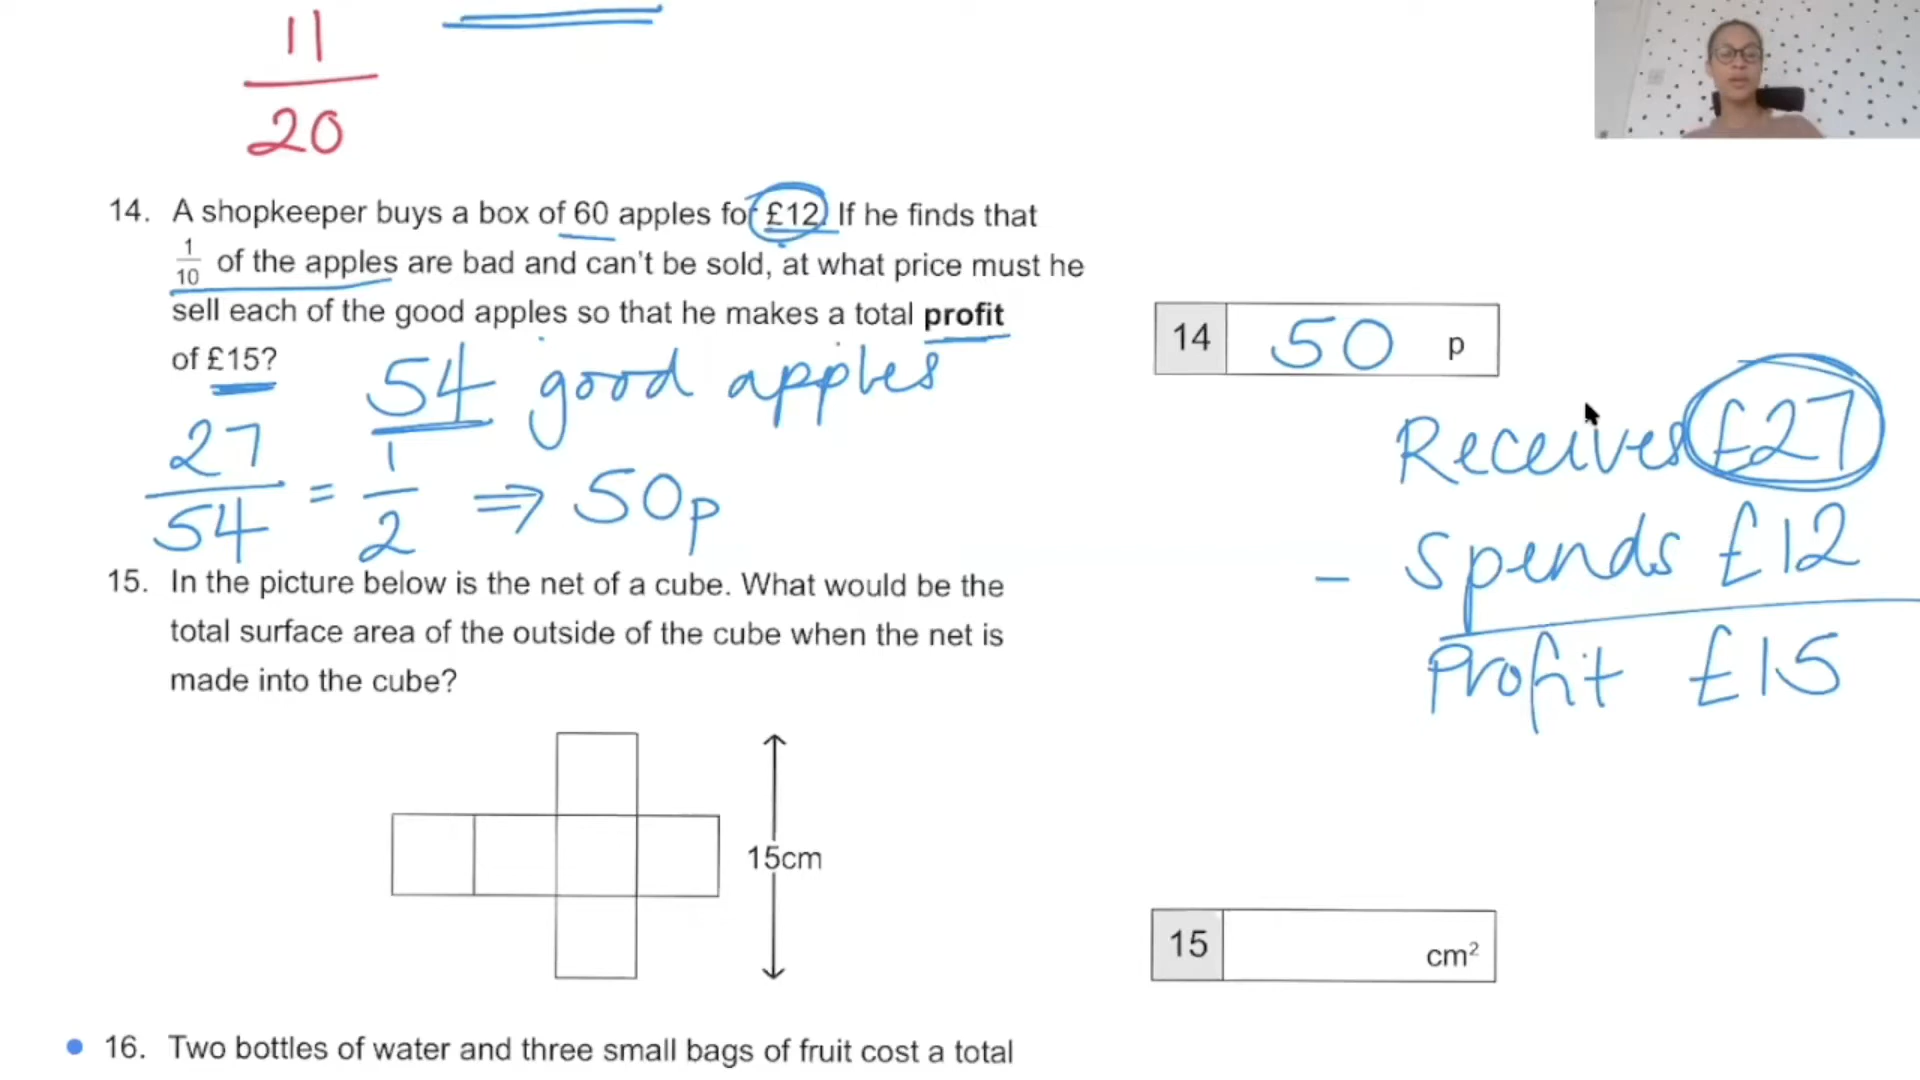 11
20
14. A shopkeeper buys a box of 60 apples for £12. If he finds that
1/10 of the apples are bad and can't be sold, at what price must he
sell each of the good apples so that he makes a total profit
of £15?
14 50 p
54 good apples
27/54 = 1/2 ⇒ 50p
Receives £27
- Spends £12
Profit £15
15. In the picture below is the net of a cube. What would be the
total surface area of the outside of the cube when the net is
made into the cube?
15cm
15 cm²
• 16. Two bottles of water and three small bags of fruit cost a total